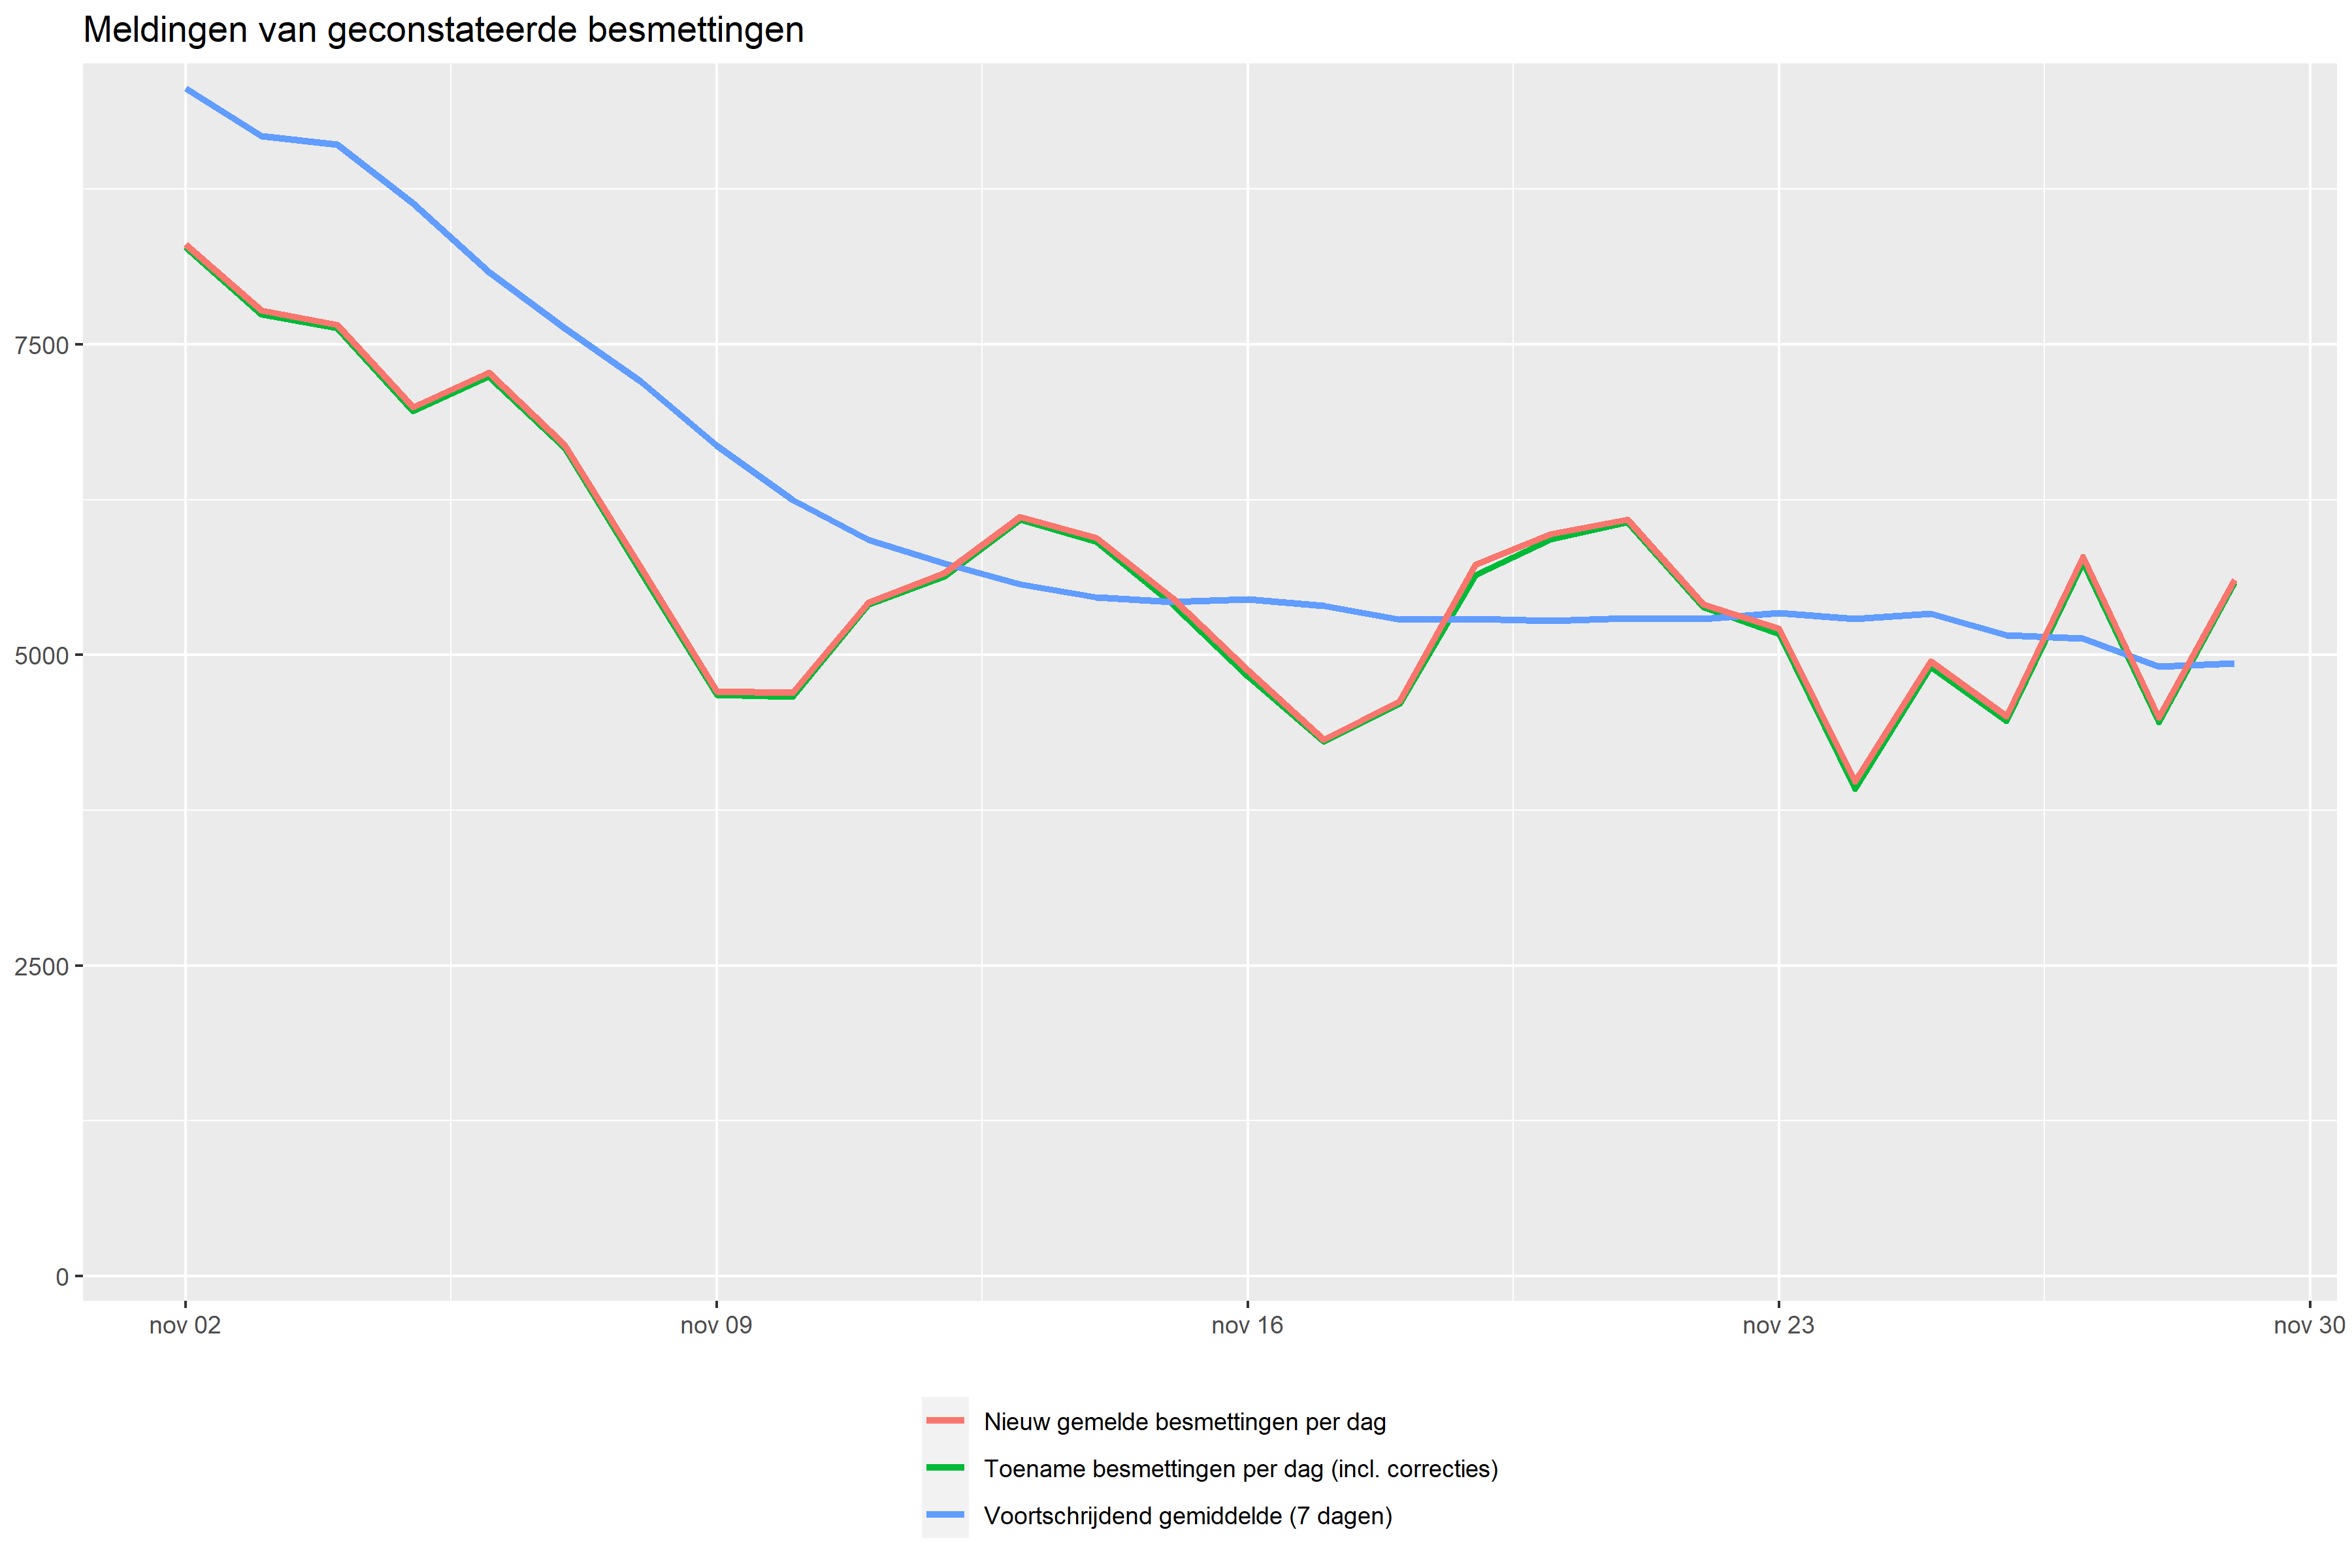 Meldingen van geconstateerde besmettingen
7500
5000
2500
0
nov 02 nov 09 nov 16 nov 23 nov 30
Nieuw gemelde besmettingen per dag
Toename besmettingen per dag (incl. correcties)
Voortschrijdend gemiddelde (7 dagen)